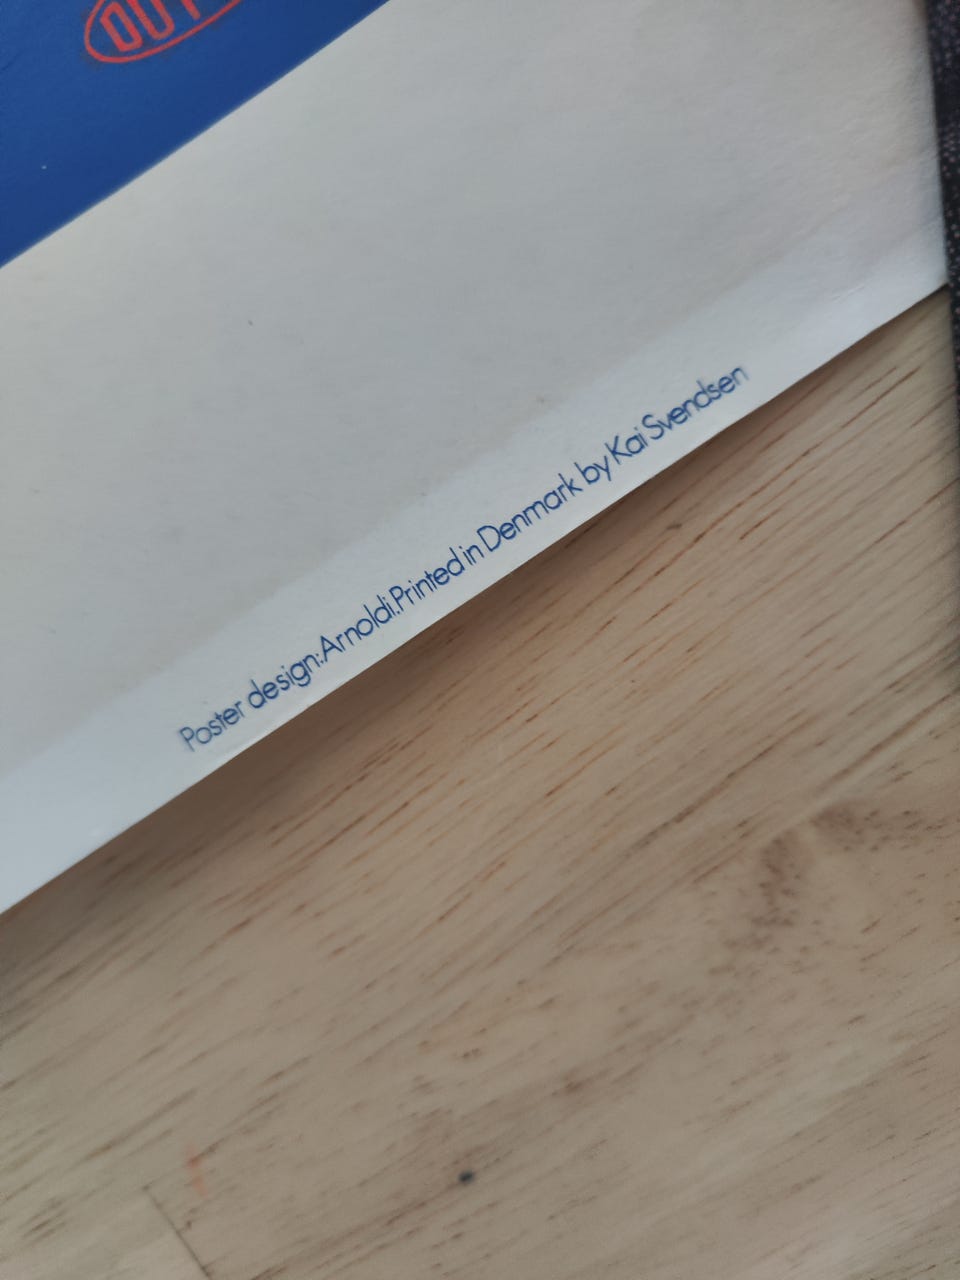 Poster design:Arnoldi.Printed in Denmark by Kai Svendsen